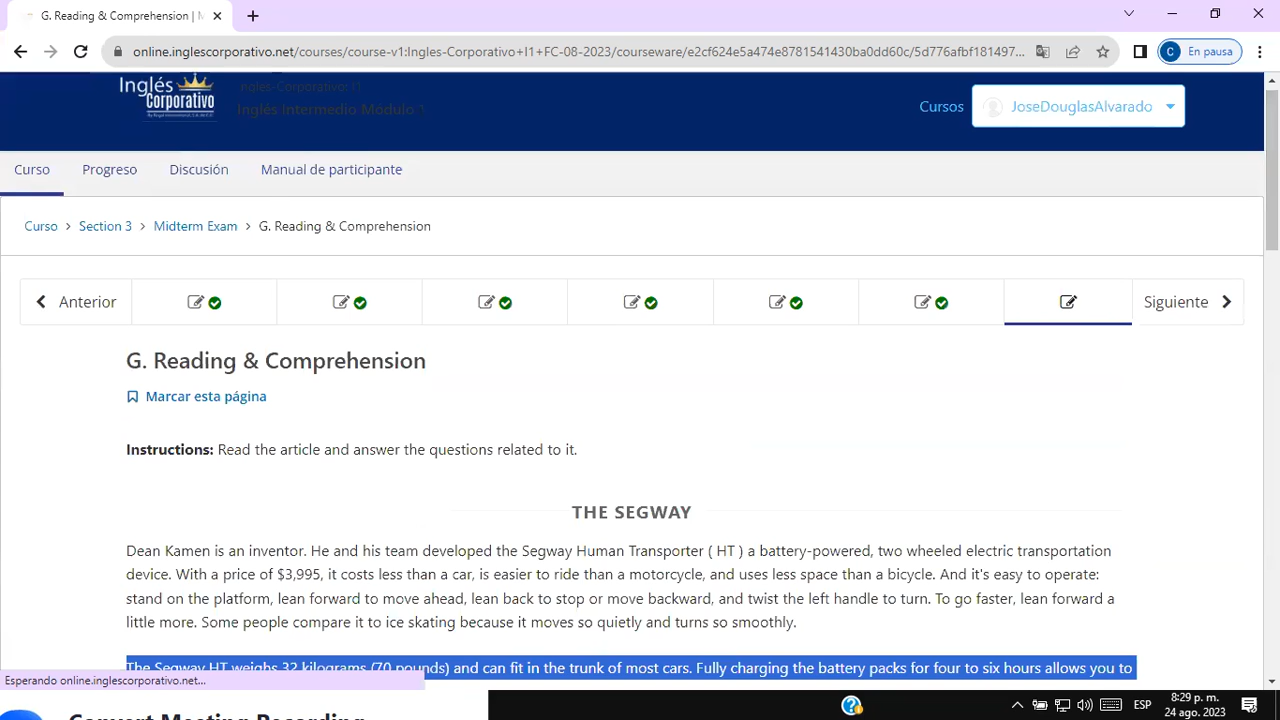 G. Reading & Comprehension | M
online.inglescorporativo.net/courses/course-v1:Ingles-Corporativo+I1+FC-08-2023/courseware/e2cf624e5a474e8781541430ba0dd60c/5d776afbf181497...
C En pausa
Inglés
Corporativo
Ingles-Corporativo: I1
Inglés Intermedio Modulo 1
Cursos
JoseDouglasAlvarado
Curso Progreso Discusión Manual de participante
Curso > Section 3 > Midterm Exam > G. Reading & Comprehension
Anterior
Siguiente
G. Reading & Comprehension
Marcar esta página
Instructions: Read the article and answer the questions related to it.
THE SEGWAY
Dean Kamen is an inventor. He and his team developed the Segway Human Transporter ( HT ) a battery-powered, two wheeled electric transportation
device. With a price of $3,995, it costs less than a car, is easier to ride than a motorcycle, and uses less space than a bicycle. And it's easy to operate:
stand on the platform, lean forward to move ahead, lean back to stop or move backward, and twist the left handle to turn. To go faster, lean forward a
little more. Some people compare it to ice skating because it moves so quietly and turns so smoothly.
The Segway HT weighs 32 kilograms (70 pounds) and can fit in the trunk of most cars. Fully charging the battery packs for four to six hours allows you to
Esperando online.inglescorporativo.net...
Convert Meeting Recording
ESP
8:29 p. m.
24 ago. 2023